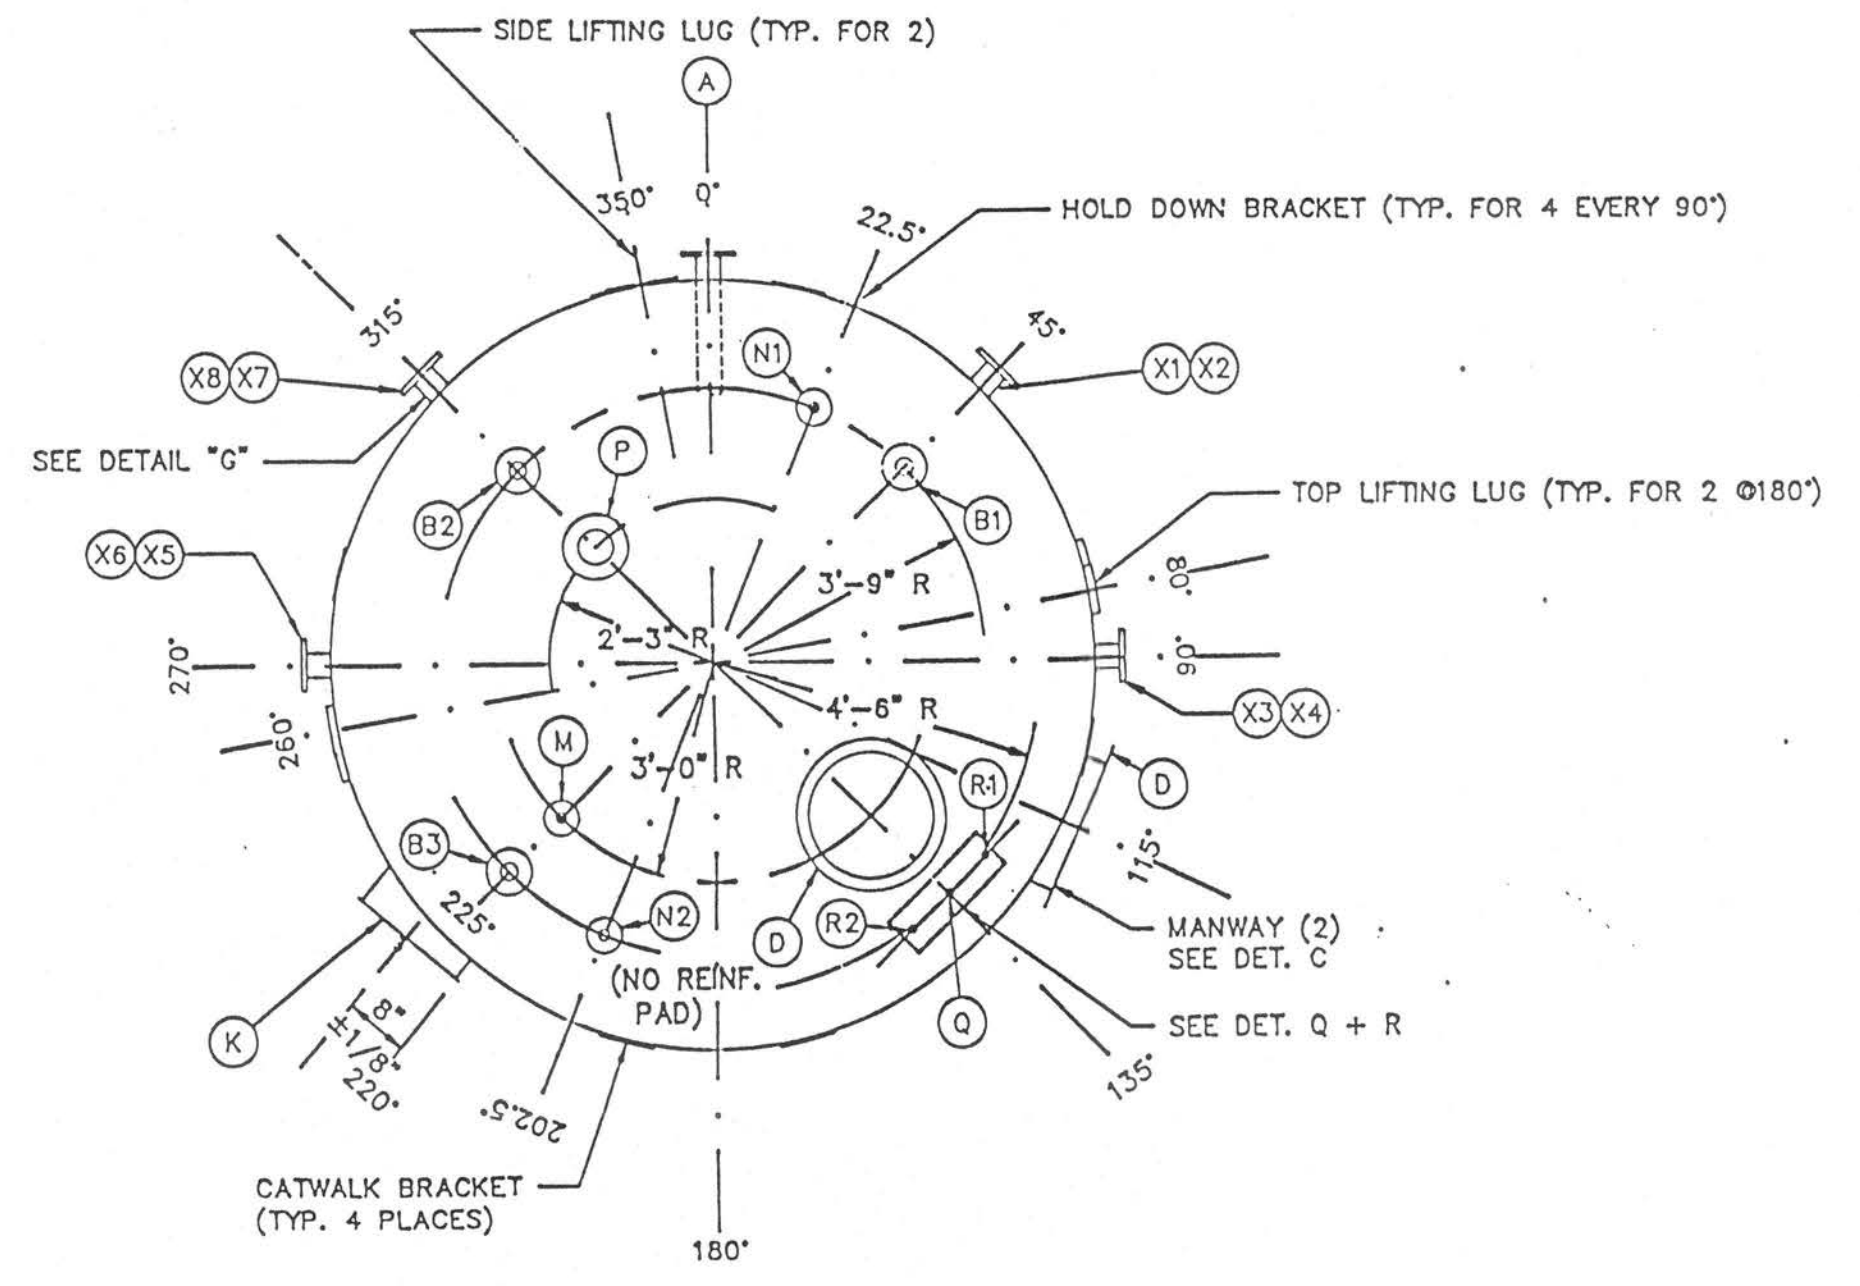 SIDE LIFTING LUG (TYP. FOR 2)
A
350°
0°
22.5°
HOLD DOWN BRACKET (TYP. FOR 4 EVERY 90°)
315°
45°
N1
X8 X7
X1 X2
SEE DETAIL "G"
P
B2
B1
TOP LIFTING LUG (TYP. FOR 2 @180°)
X6 X5
3'-9" R
80°
2'-3" R
270°
90°
4'-6" R
X3 X4
260°
M
3'-0" R
R1
D
B3
115°
225°
N2
D
R2
MANWAY (2)
SEE DET. C
(NO REINF.
PAD)
K
8"
±1/8"
220°
Q
SEE DET. Q + R
135°
202.5°
CATWALK BRACKET
(TYP. 4 PLACES)
180°